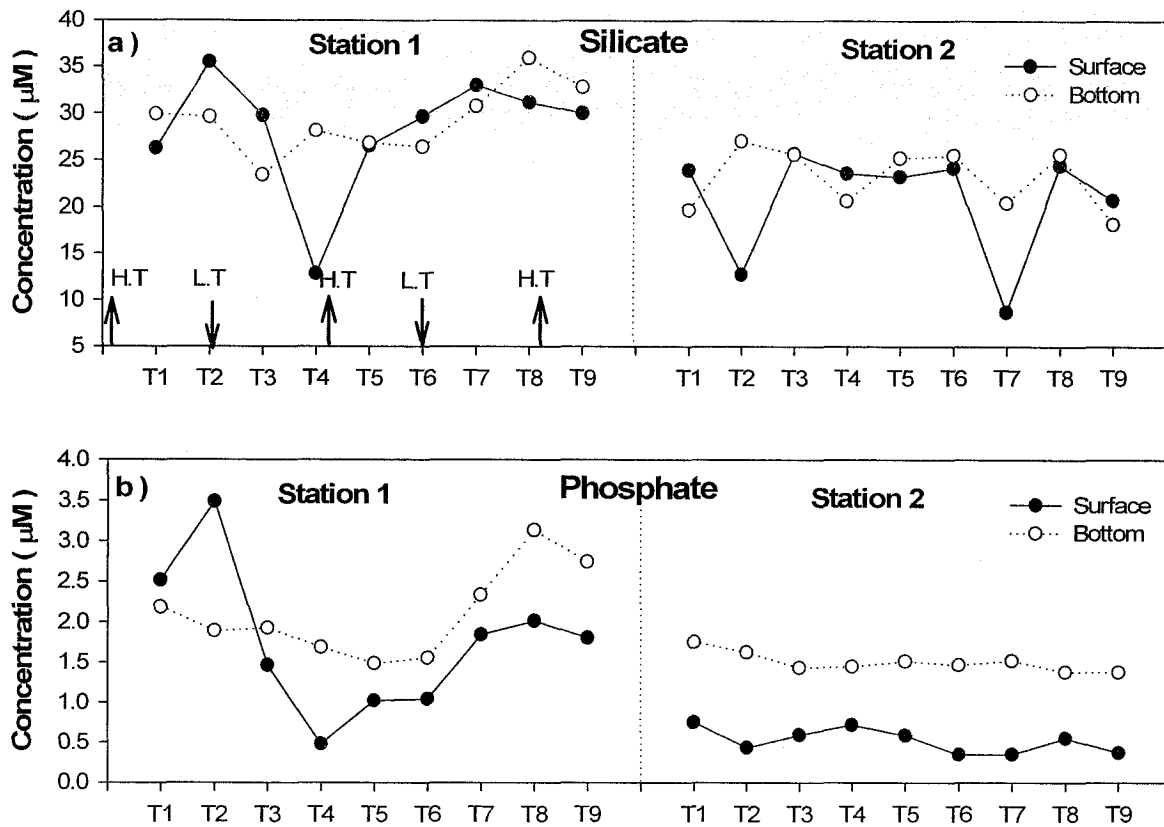 a) Station 1 Silicate Station 2
Surface
Bottom
Concentration ( μM)
40
35
30
25
20
15
10
5
H.T L.T H.T L.T H.T
T1 T2 T3 T4 T5 T6 T7 T8 T9 T1 T2 T3 T4 T5 T6 T7 T8 T9
b) Station 1 Phosphate Station 2
Surface
Bottom
Concentration ( μM)
4.0
3.5
3.0
2.5
2.0
1.5
1.0
0.5
0.0
T1 T2 T3 T4 T5 T6 T7 T8 T9 T1 T2 T3 T4 T5 T6 T7 T8 T9